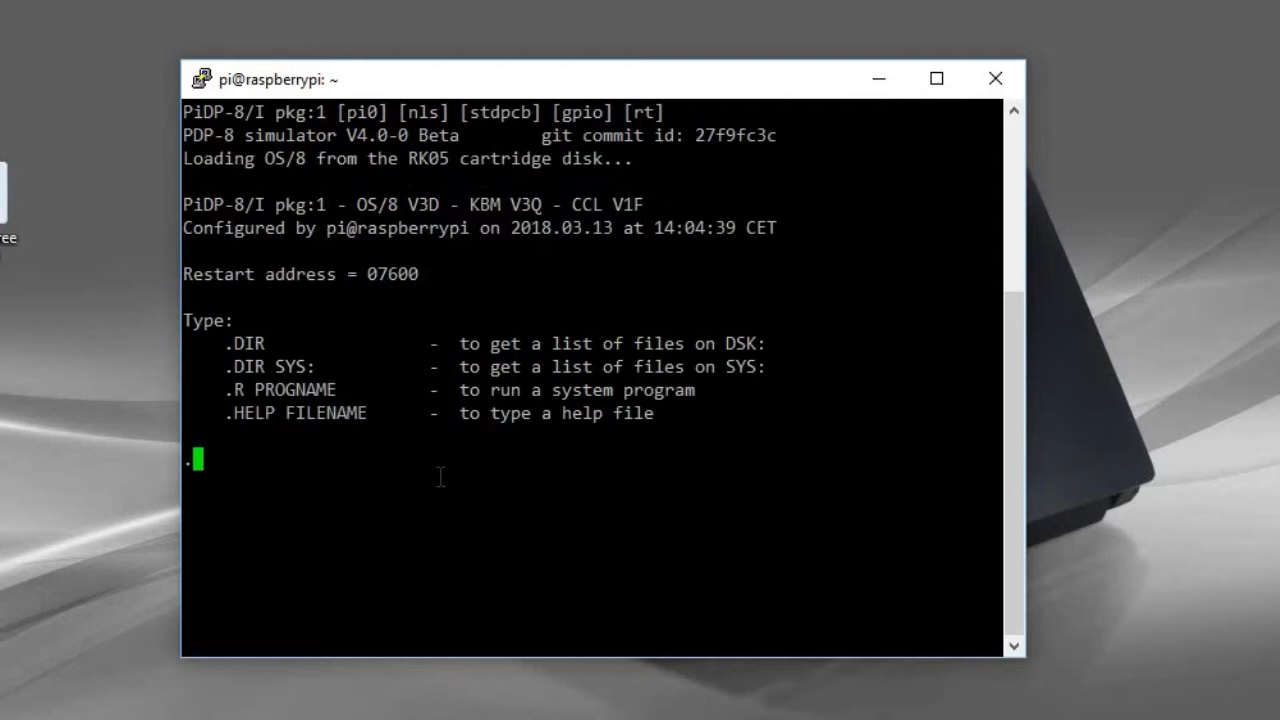 pi@raspberrypi: ~
PiDP-8/I pkg:1 [pi0] [nls] [stdpcb] [gpio] [rt]
PDP-8 simulator V4.0-0 Beta        git commit id: 27f9fc3c
Loading OS/8 from the RK05 cartridge disk...
PiDP-8/I pkg:1 - OS/8 V3D - KBM V3Q - CCL V1F
Configured by pi@raspberrypi on 2018.03.13 at 14:04:39 CET
Restart address = 07600
Type:
.DIR                -  to get a list of files on DSK:
.DIR SYS:           -  to get a list of files on SYS:
.R PROGNAME         -  to run a system program
.HELP FILENAME      -  to type a help file
.
ree